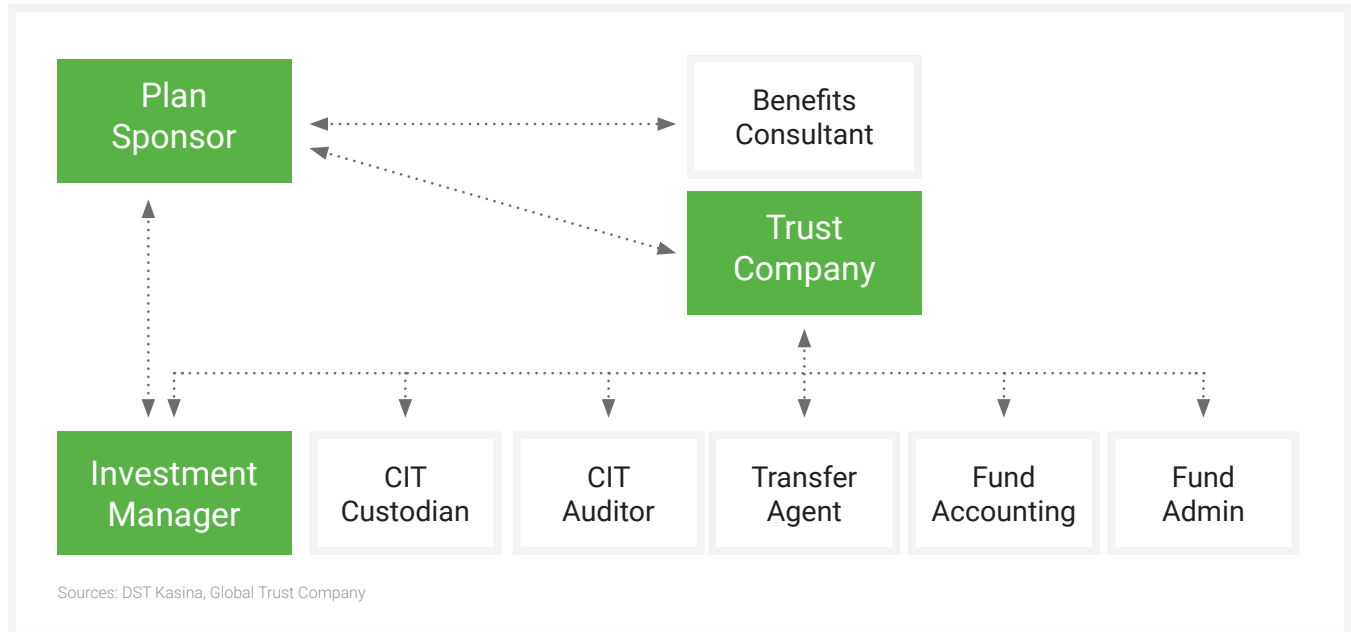 Plan
Sponsor
Benefits
Consultant
Trust
Company
Investment
Manager
CIT
Custodian
CIT
Auditor
Transfer
Agent
Fund
Accounting
Fund
Admin
Sources: DST Kasina, Global Trust Company